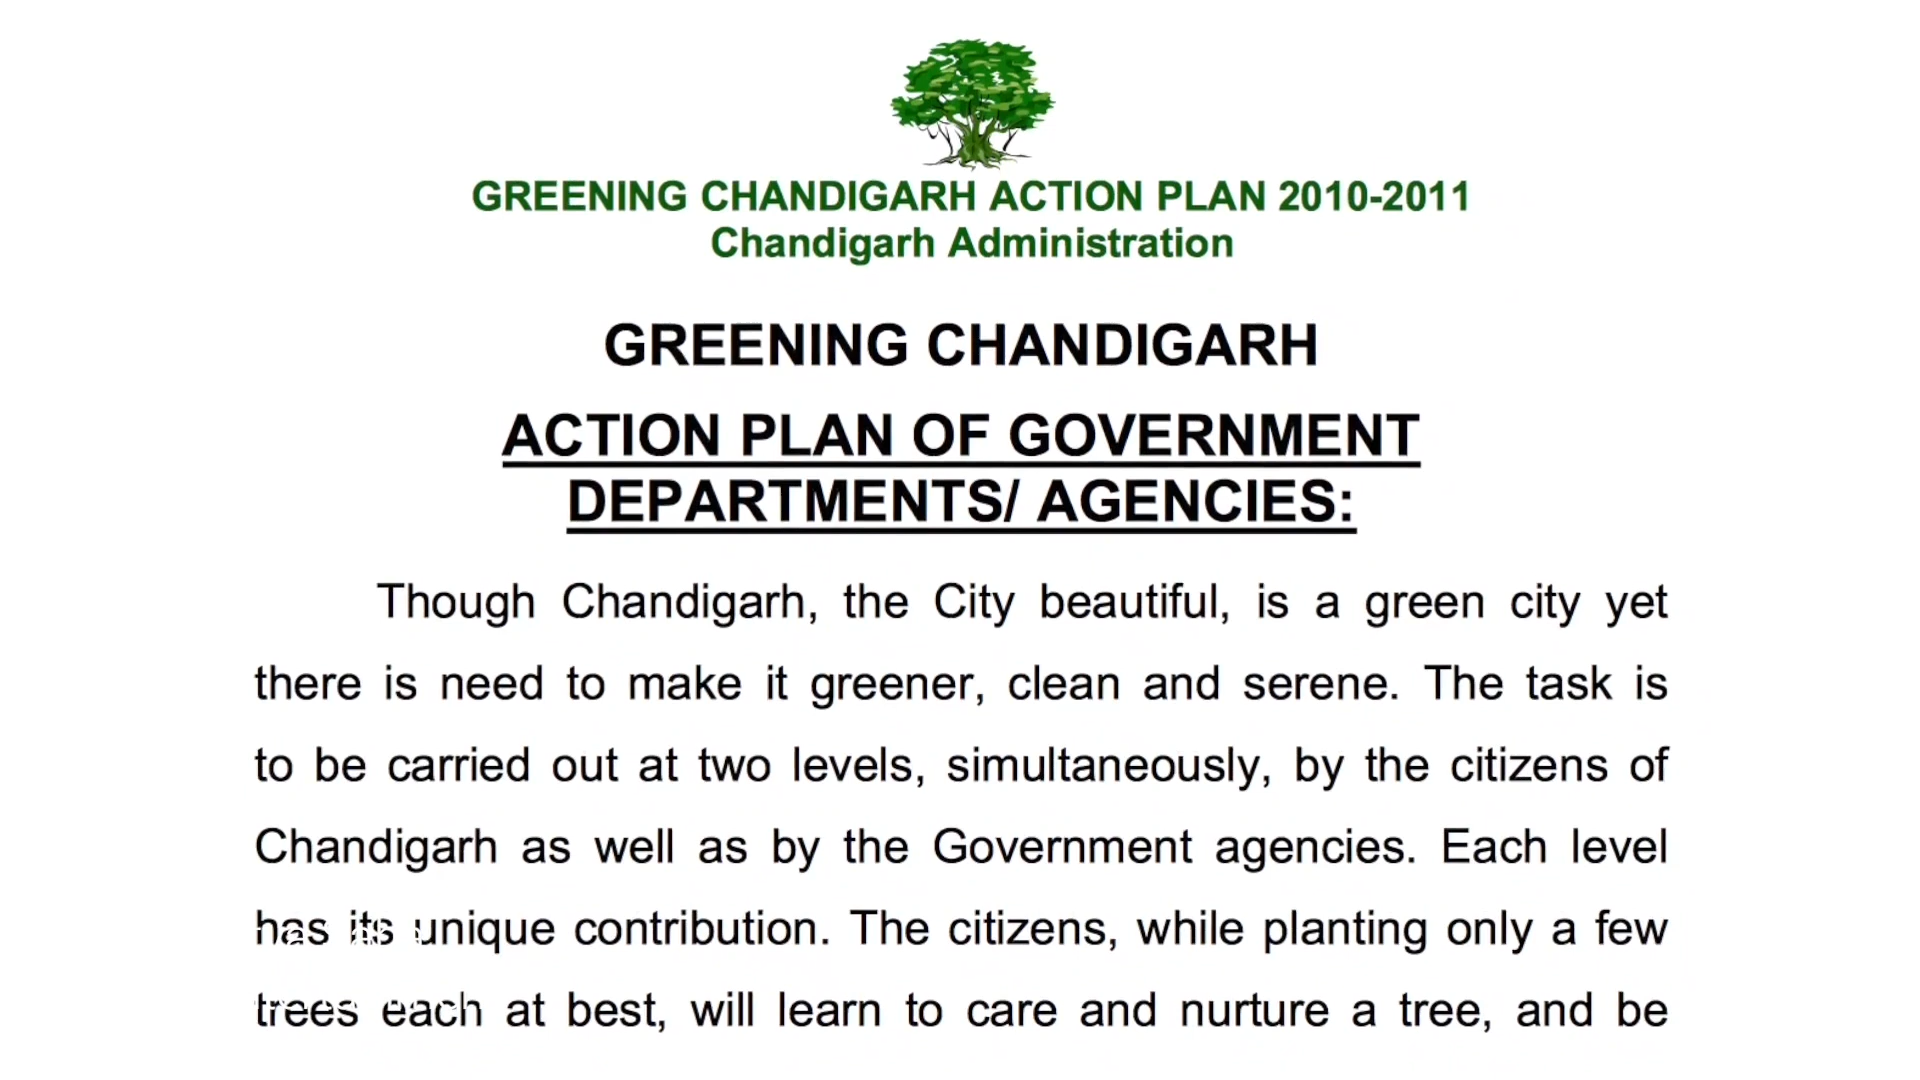 GREENING CHANDIGARH ACTION PLAN 2010-2011
Chandigarh Administration
GREENING CHANDIGARH
ACTION PLAN OF GOVERNMENT
DEPARTMENTS/ AGENCIES:
Though Chandigarh, the City beautiful, is a green city yet
there is need to make it greener, clean and serene. The task is
to be carried out at two levels, simultaneously, by the citizens of
Chandigarh as well as by the Government agencies. Each level
has its unique contribution. The citizens, while planting only a few
trees each at best, will learn to care and nurture a tree, and be